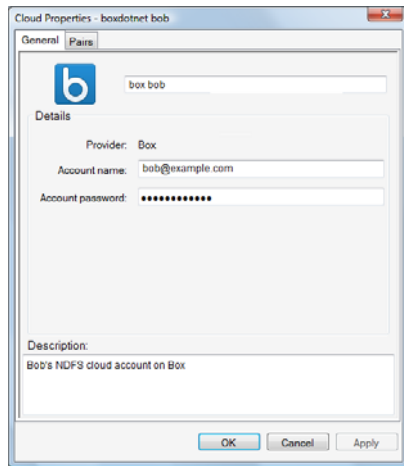 Cloud Properties - boxdotnet bob
General Pairs
b
box bob
Details
Provider: Box
Account name: bob@example.com
Account password: ••••••••••••
Description:
Bob's NDFS cloud account on Box
OK Cancel Apply